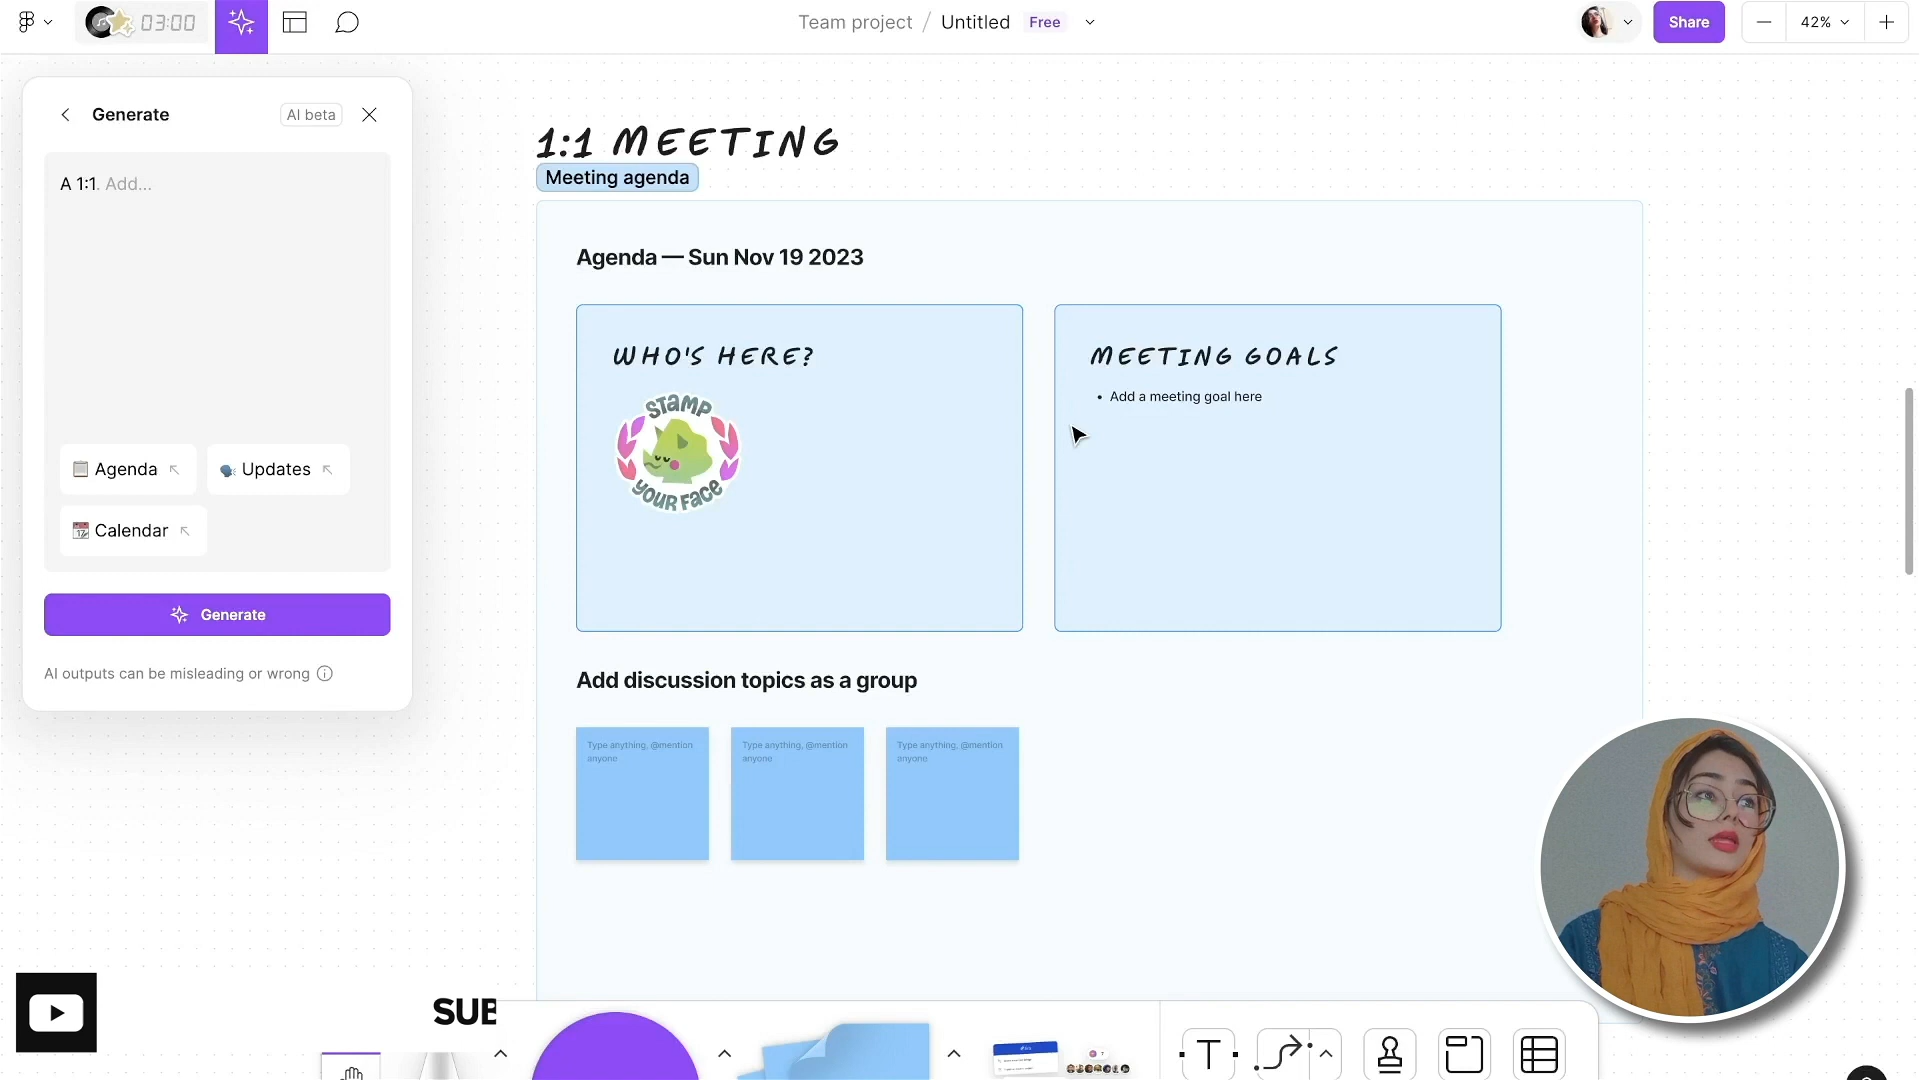 03:00
Team project / Untitled Free
Share
42%
Generate
AI beta
A 1:1. Add...
Agenda
Updates
Calendar
Generate
AI outputs can be misleading or wrong
1:1 MEETING
Meeting agenda
Agenda — Sun Nov 19 2023
WHO'S HERE?
STAMP
YOUR FACE
MEETING GOALS
• Add a meeting goal here
Add discussion topics as a group
Type anything, @mention
anyone
Type anything, @mention
anyone
Type anything, @mention
anyone
SUB
T